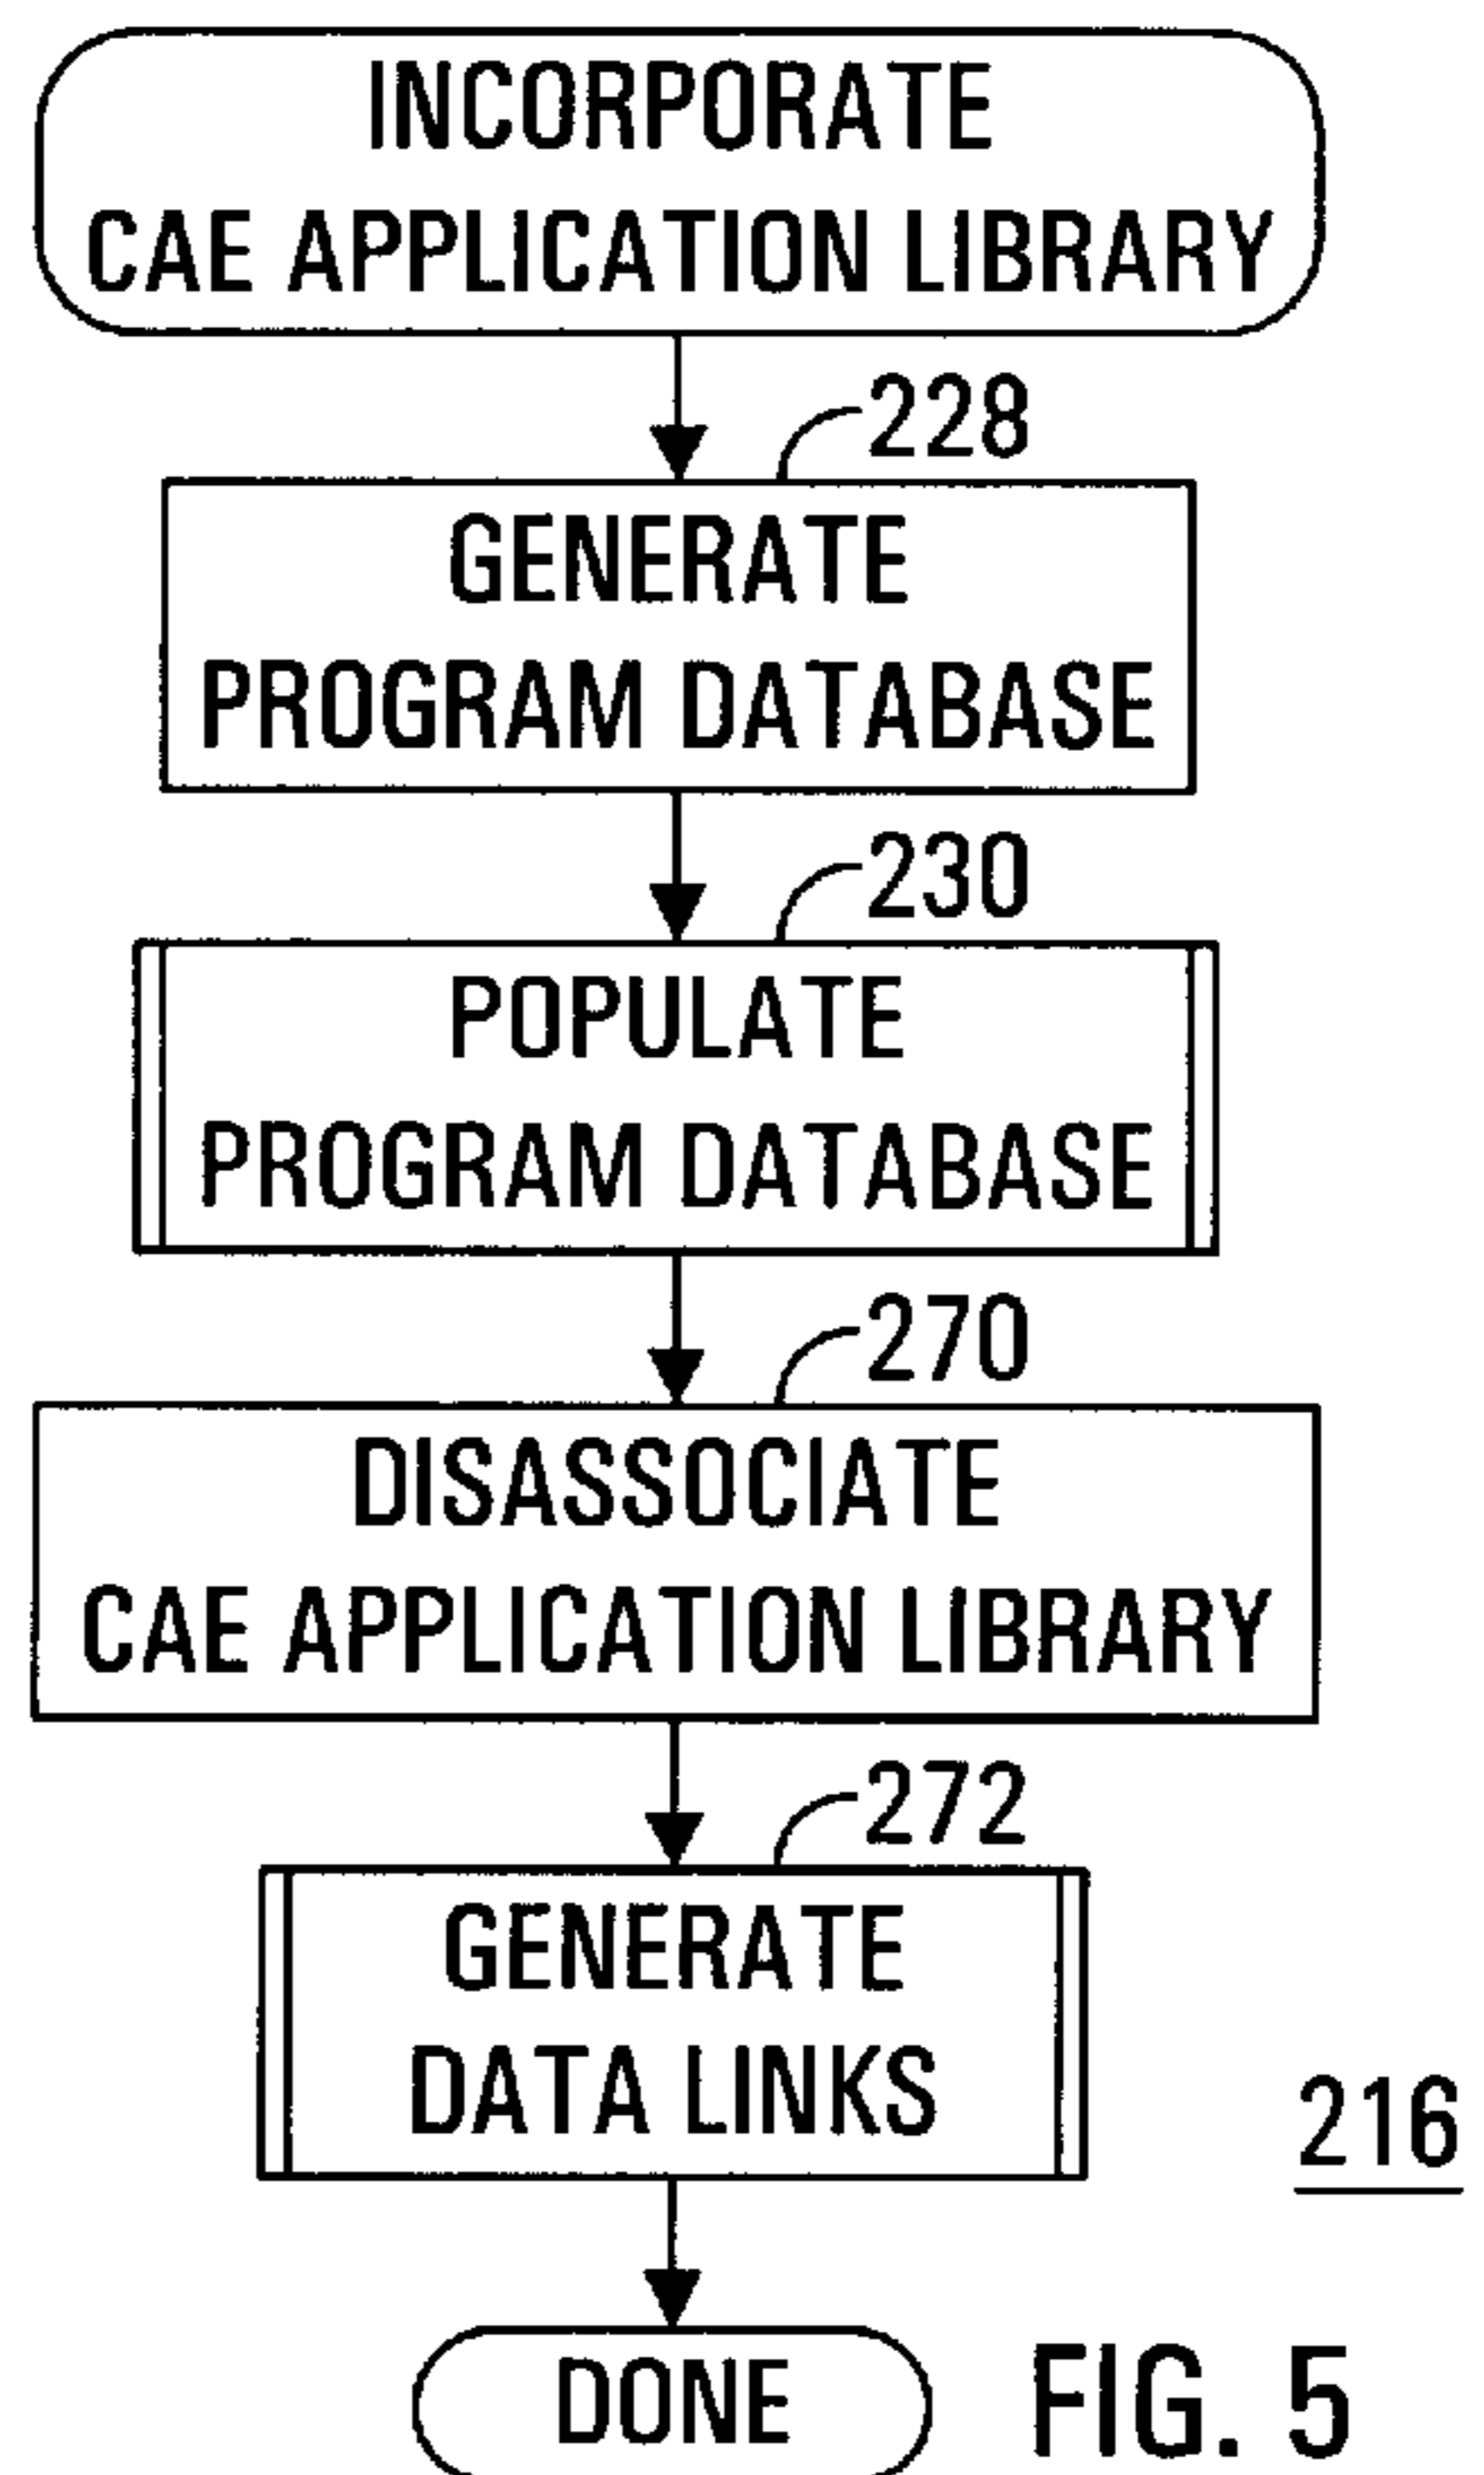 INCORPORATE
CAE APPLICATION LIBRARY
228
GENERATE
PROGRAM DATABASE
230
POPULATE
PROGRAM DATABASE
270
DISASSOCIATE
CAE APPLICATION LIBRARY
272
GENERATE
DATA LINKS
216
DONE
FIG. 5